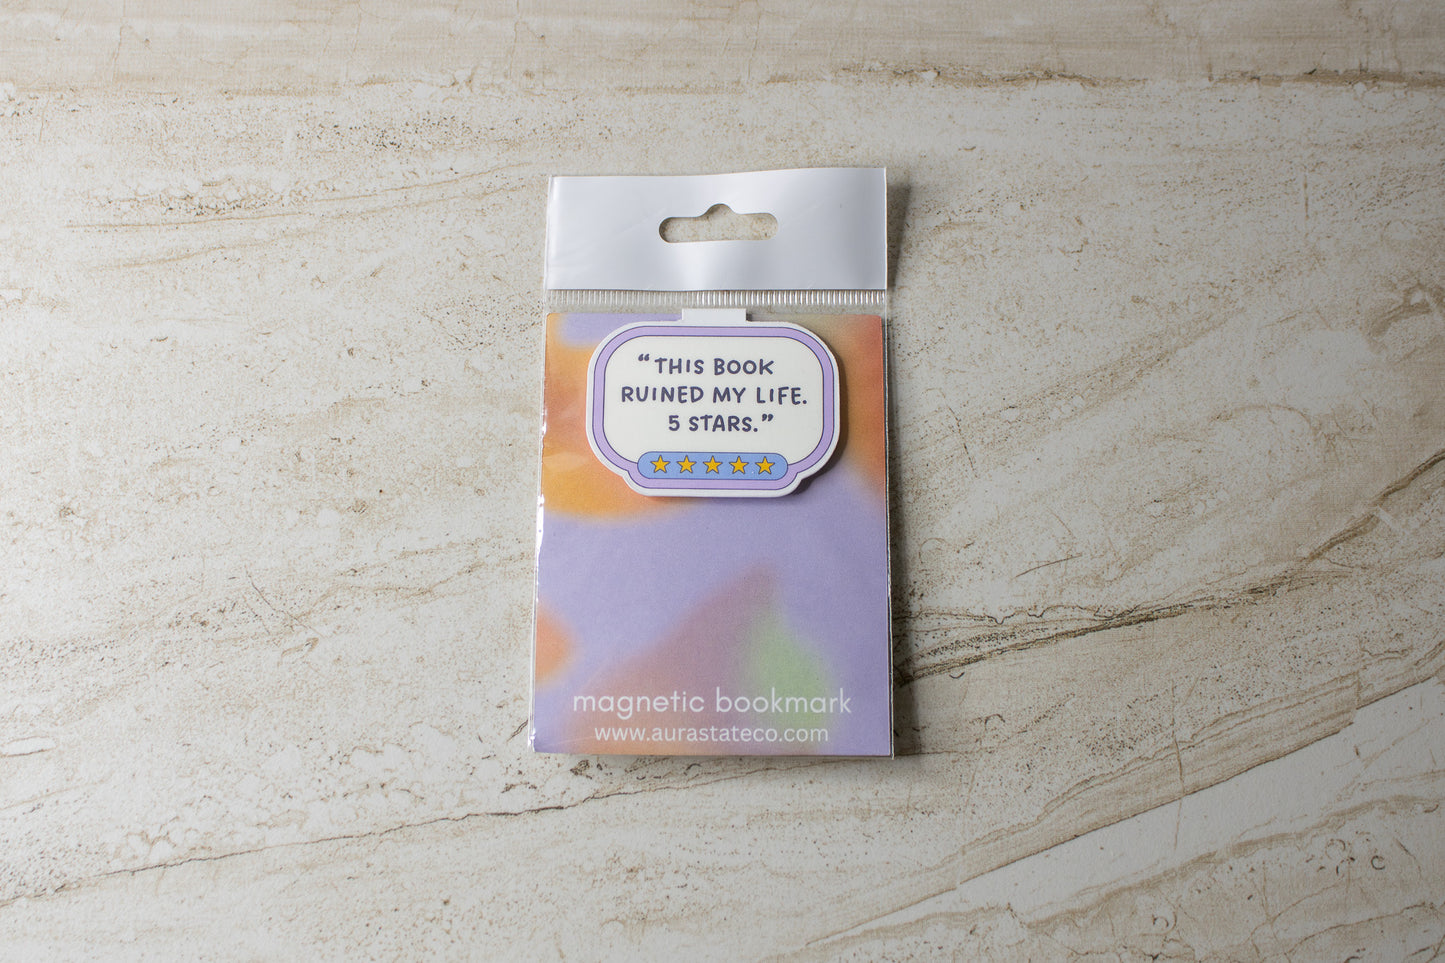 “THIS BOOK
RUINED MY LIFE.
5 STARS.”
magnetic bookmark
www.aurastateco.com